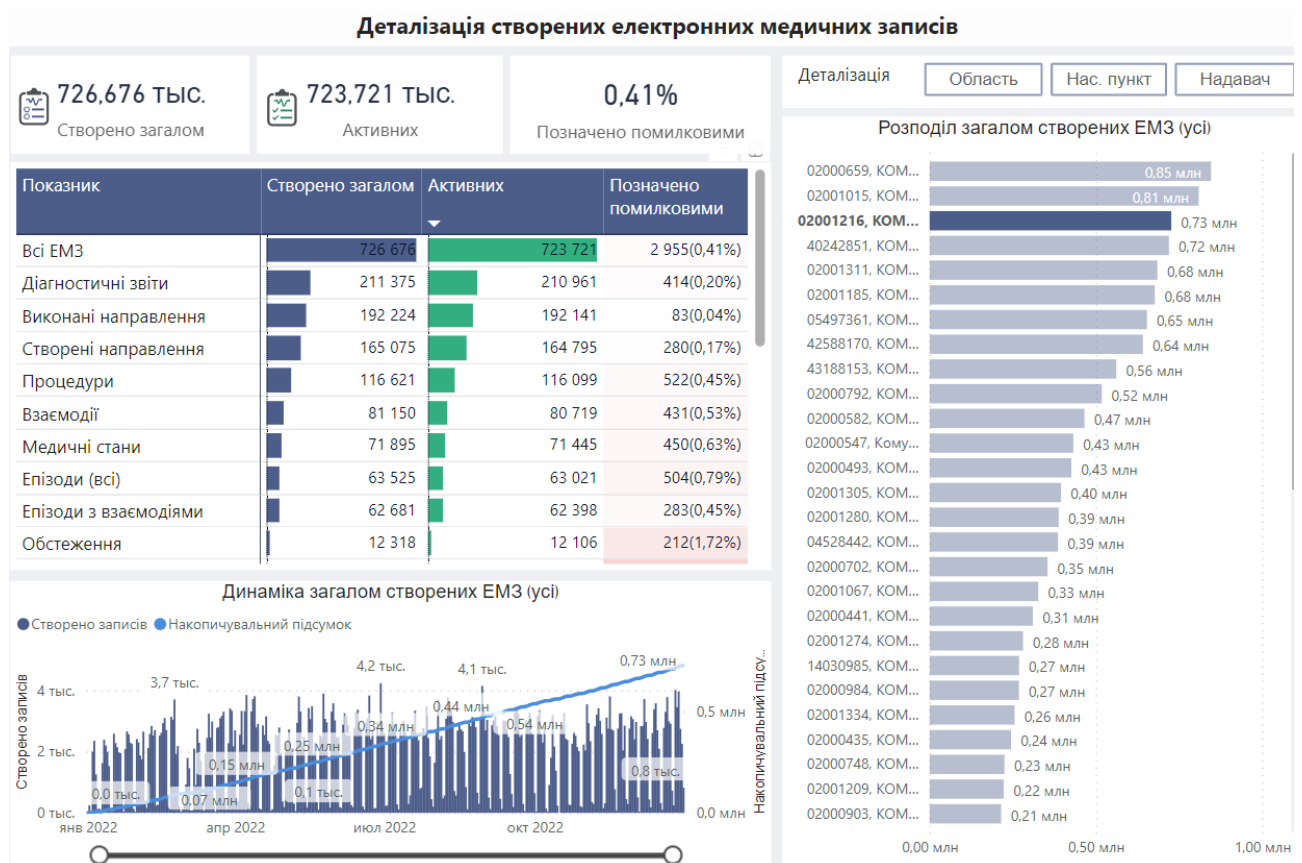 Деталізація створених електронних медичних записів
726,676 тыс.
Створено загалом
723,721 тыс.
Активних
0,41%
Позначено помилковими
Деталізація
Область
Нас. пункт
Надавач
Показник Створено загалом Активних Позначено помилковими
Всі ЕМЗ 726 676 723 721 2 955(0,41%)
Діагностичні звіти 211 375 210 961 414(0,20%)
Виконані направлення 192 224 192 141 83(0,04%)
Створені направлення 165 075 164 795 280(0,17%)
Процедури 116 621 116 099 522(0,45%)
Взаємодії 81 150 80 719 431(0,53%)
Медичні стани 71 895 71 445 450(0,63%)
Епізоди (всі) 63 525 63 021 504(0,79%)
Епізоди з взаємодіями 62 681 62 398 283(0,45%)
Обстеження 12 318 12 106 212(1,72%)
Динаміка загалом створених ЕМЗ (усі)
Створено записів Накопичувальний підсумок
Створено записів
4 тыс.
2 тыс.
0 тыс.
3,7 тыс.
4,2 тыс.
4,1 тыс.
0,73 млн
0,44 млн
0,34 млн
0,54 млн
0,25 млн
0,15 млн
0,8 тыс.
0,0 тыс.
0,07 млн
0,1 тыс.
0,5 млн
0,0 млн
Накопичувальний підсу...
янв 2022 апр 2022 июл 2022 окт 2022
Розподіл загалом створених ЕМЗ (усі)
02000659, КОМ... 0,85 млн
02001015, КОМ... 0,81 млн
02001216, КОМ... 0,73 млн
40242851, КОМ... 0,72 млн
02001311, КОМ... 0,68 млн
02001185, КОМ... 0,68 млн
05497361, КОМ... 0,65 млн
42588170, КОМ... 0,64 млн
43188153, КОМ... 0,56 млн
02000792, КОМ... 0,52 млн
02000582, КОМ... 0,47 млн
02000547, Кому... 0,43 млн
02000493, КОМ... 0,43 млн
02001305, КОМ... 0,40 млн
02001280, КОМ... 0,39 млн
04528442, КОМ... 0,39 млн
02000702, КОМ... 0,35 млн
02001067, КОМ... 0,33 млн
02000441, КОМ... 0,31 млн
02001274, КОМ... 0,28 млн
14030985, КОМ... 0,27 млн
02000984, КОМ... 0,27 млн
02001334, КОМ... 0,26 млн
02000435, КОМ... 0,24 млн
02000748, КОМ... 0,23 млн
02001209, КОМ... 0,22 млн
02000903, КОМ... 0,21 млн
0,00 млн 0,50 млн 1,00 млн